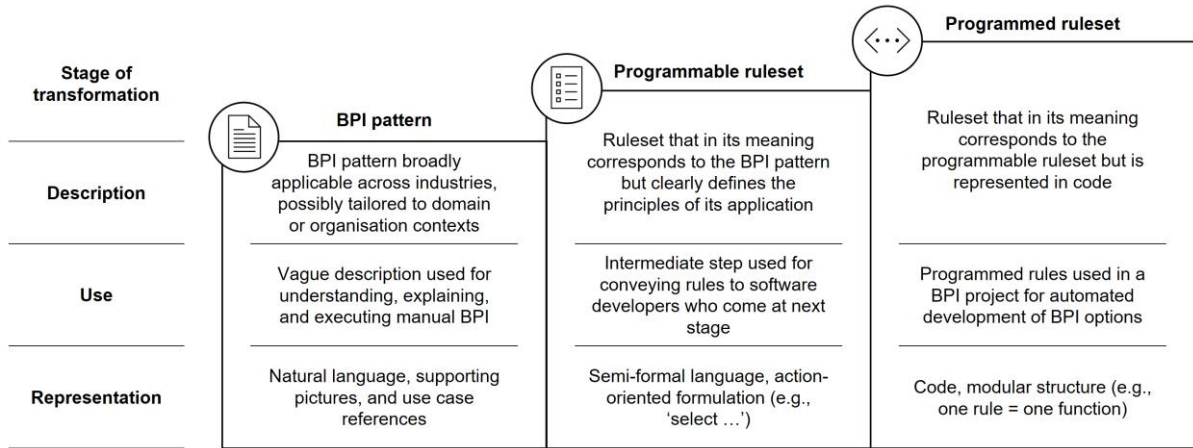 Programmed ruleset
Stage of
transformation
Programmable ruleset
BPI pattern
Description
BPI pattern broadly
applicable across industries,
possibly tailored to domain
or organisation contexts
Ruleset that in its meaning
corresponds to the BPI pattern
but clearly defines the
principles of its application
Ruleset that in its meaning
corresponds to the
programmable ruleset but is
represented in code
Use
Vague description used for
understanding, explaining,
and executing manual BPI
Intermediate step used for
conveying rules to software
developers who come at next
stage
Programmed rules used in a
BPI project for automated
development of BPI options
Representation
Natural language, supporting
pictures, and use case
references
Semi-formal language, action-
oriented formulation (e.g.,
‘select …’)
Code, modular structure (e.g.,
one rule = one function)